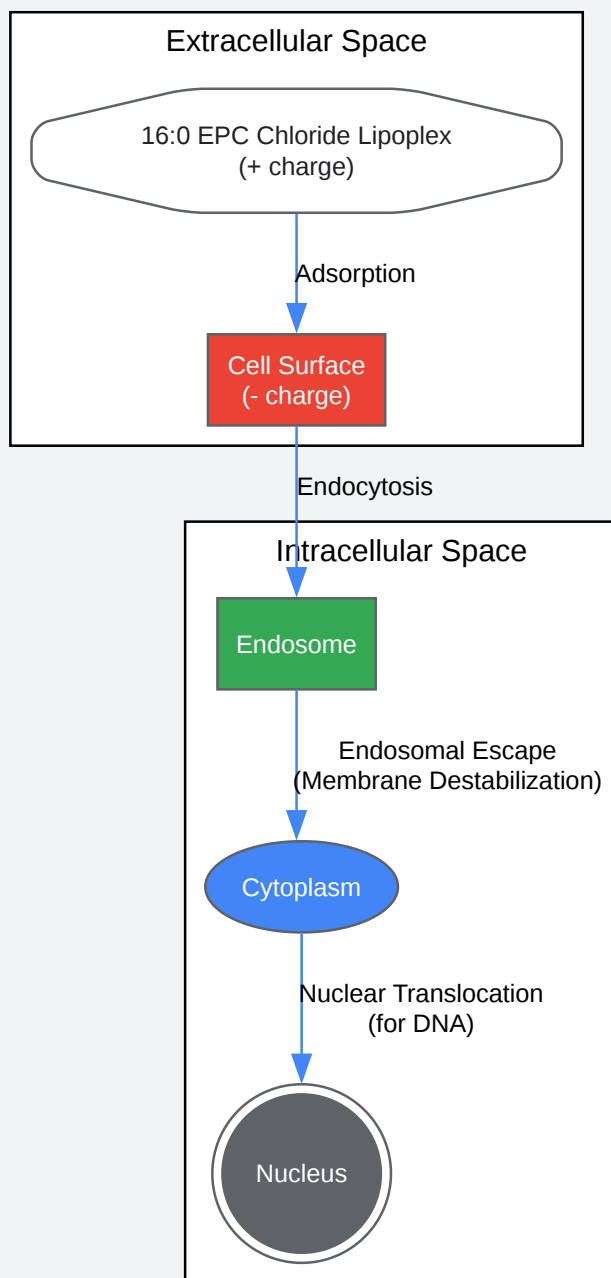 Extracellular Space
16:0 EPC Chloride Lipoplex
(+ charge)
Adsorption
Cell Surface
(- charge)
Endocytosis
Intracellular Space
Endosome
Endosomal Escape
(Membrane Destabilization)
Cytoplasm
Nuclear Translocation
(for DNA)
Nucleus